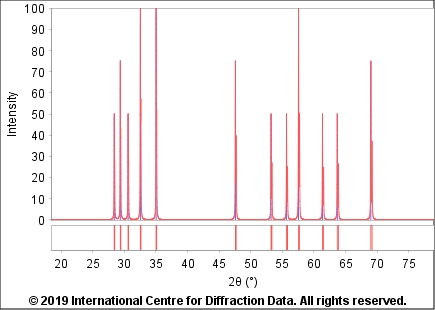 100
90
80
70
60
50
40
30
20
10
0
Intensity
20 25 30 35 40 45 50 55 60 65 70 75
2θ (°)
© 2019 International Centre for Diffraction Data. All rights reserved.